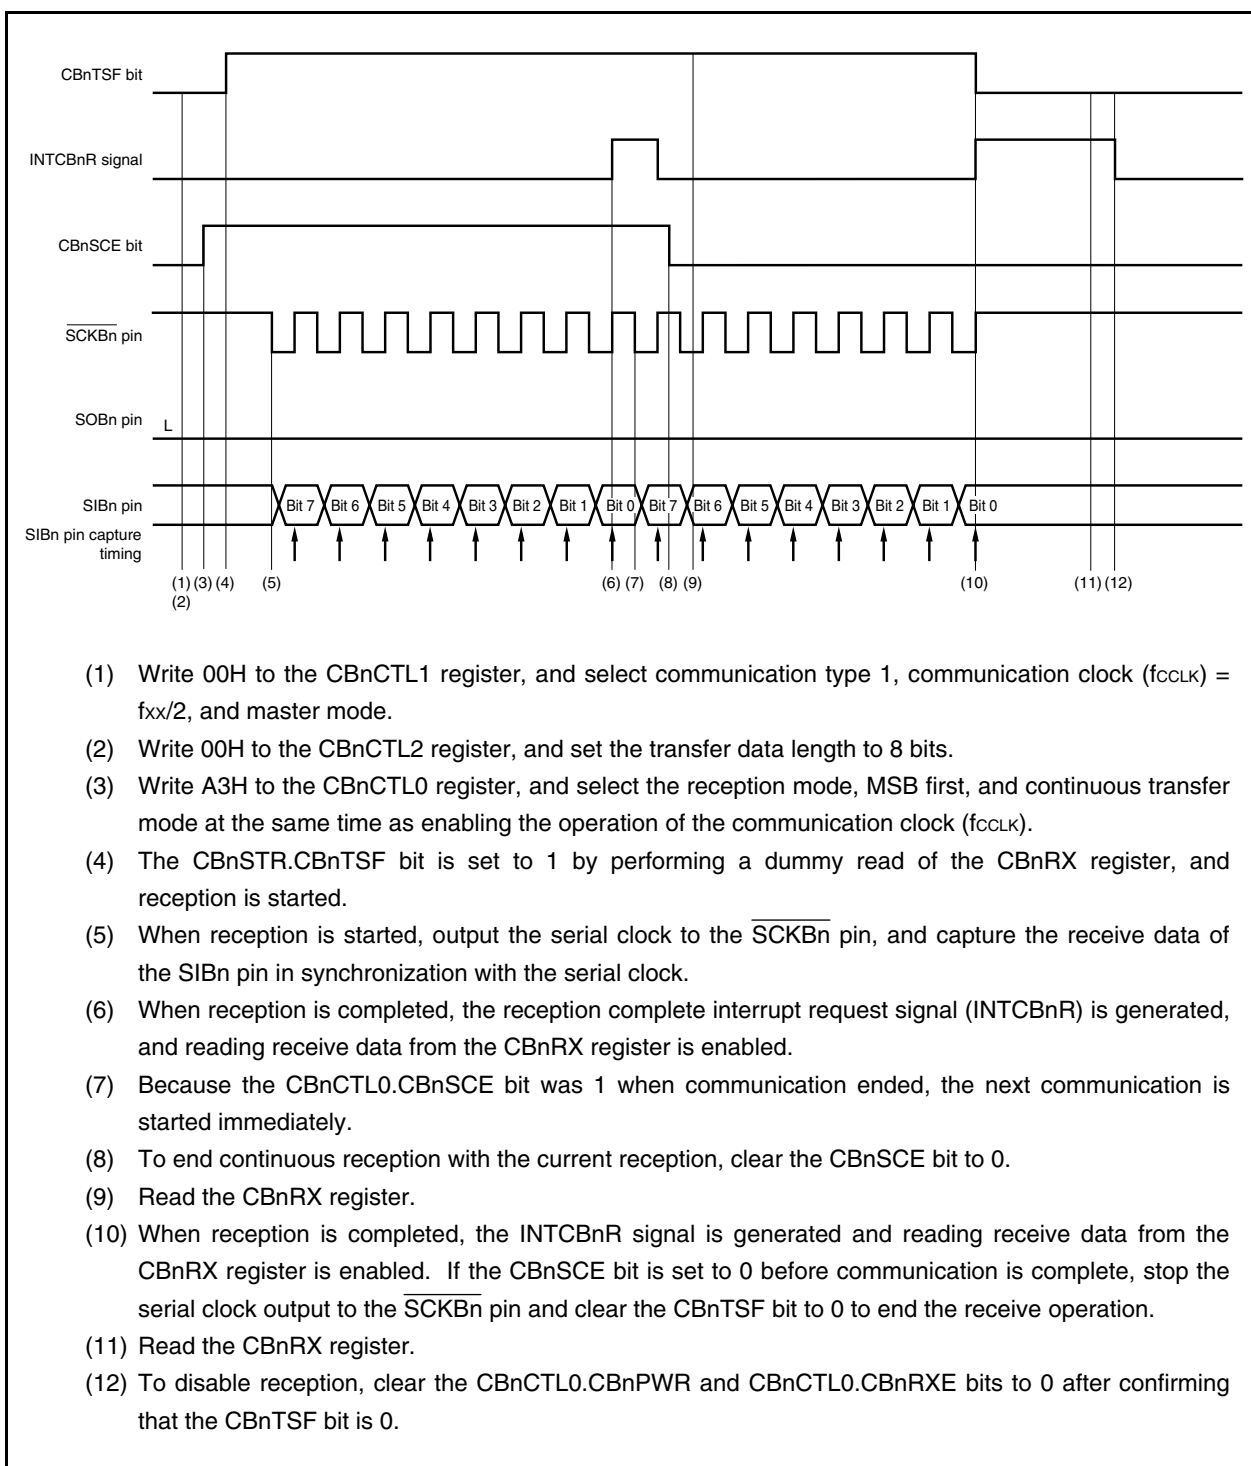 CBnTSF bit
INTCBnR signal
CBnSCE bit
SCKBn pin
SOBn pin L
SIBn pin Bit 7 Bit 6 Bit 5 Bit 4 Bit 3 Bit 2 Bit 1 Bit 0 Bit 7 Bit 6 Bit 5 Bit 4 Bit 3 Bit 2 Bit 1 Bit 0
SIBn pin capture
timing
(1) (3) (4) (5) (6) (7) (8) (9) (10) (11) (12)
(2)
(1) Write 00H to the CBnCTL1 register, and select communication type 1, communication clock (fCCLK) =
fxx/2, and master mode.
(2) Write 00H to the CBnCTL2 register, and set the transfer data length to 8 bits.
(3) Write A3H to the CBnCTL0 register, and select the reception mode, MSB first, and continuous transfer
mode at the same time as enabling the operation of the communication clock (fCCLK).
(4) The CBnSTR.CBnTSF bit is set to 1 by performing a dummy read of the CBnRX register, and
reception is started.
(5) When reception is started, output the serial clock to the SCKBn pin, and capture the receive data of
the SIBn pin in synchronization with the serial clock.
(6) When reception is completed, the reception complete interrupt request signal (INTCBnR) is generated,
and reading receive data from the CBnRX register is enabled.
(7) Because the CBnCTL0.CBnSCE bit was 1 when communication ended, the next communication is
started immediately.
(8) To end continuous reception with the current reception, clear the CBnSCE bit to 0.
(9) Read the CBnRX register.
(10) When reception is completed, the INTCBnR signal is generated and reading receive data from the
CBnRX register is enabled. If the CBnSCE bit is set to 0 before communication is complete, stop the
serial clock output to the SCKBn pin and clear the CBnTSF bit to 0 to end the receive operation.
(11) Read the CBnRX register.
(12) To disable reception, clear the CBnCTL0.CBnPWR and CBnCTL0.CBnRXE bits to 0 after confirming
that the CBnTSF bit is 0.